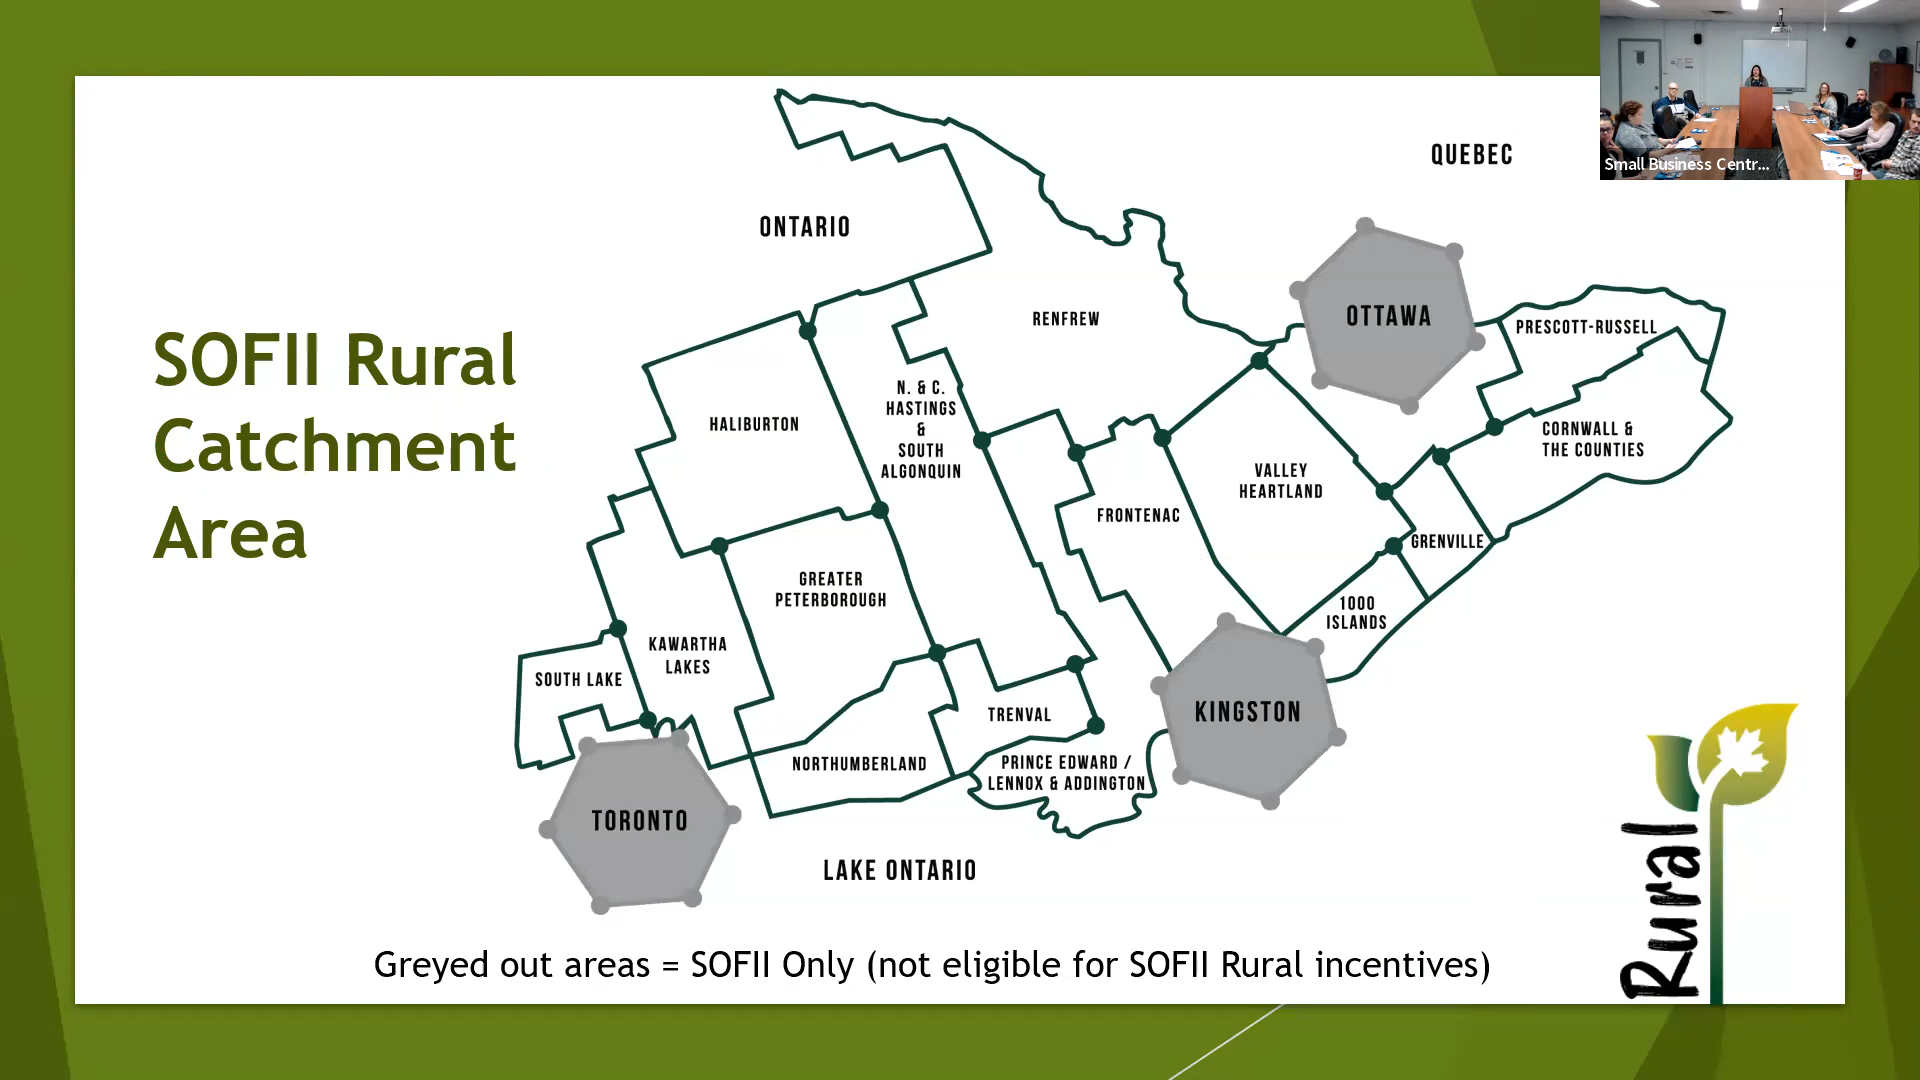 SOFII Rural
Catchment
Area
QUEBEC
ONTARIO
RENFREW
OTTAWA
PRESCOTT-RUSSELL
HALIBURTON
N. & C.
HASTINGS
&
SOUTH
ALGONQUIN
CORNWALL &
THE COUNTIES
VALLEY
HEARTLAND
FRONTENAC
GRENVILLE
GREATER
PETERBOROUGH
1000
ISLANDS
KAWARTHA
LAKES
SOUTH LAKE
TRENVAL
KINGSTON
NORTHUMBERLAND
PRINCE EDWARD /
LENNOX & ADDINGTON
TORONTO
LAKE ONTARIO
Greyed out areas = SOFII Only (not eligible for SOFII Rural incentives)
Rural
Small Business Centr...